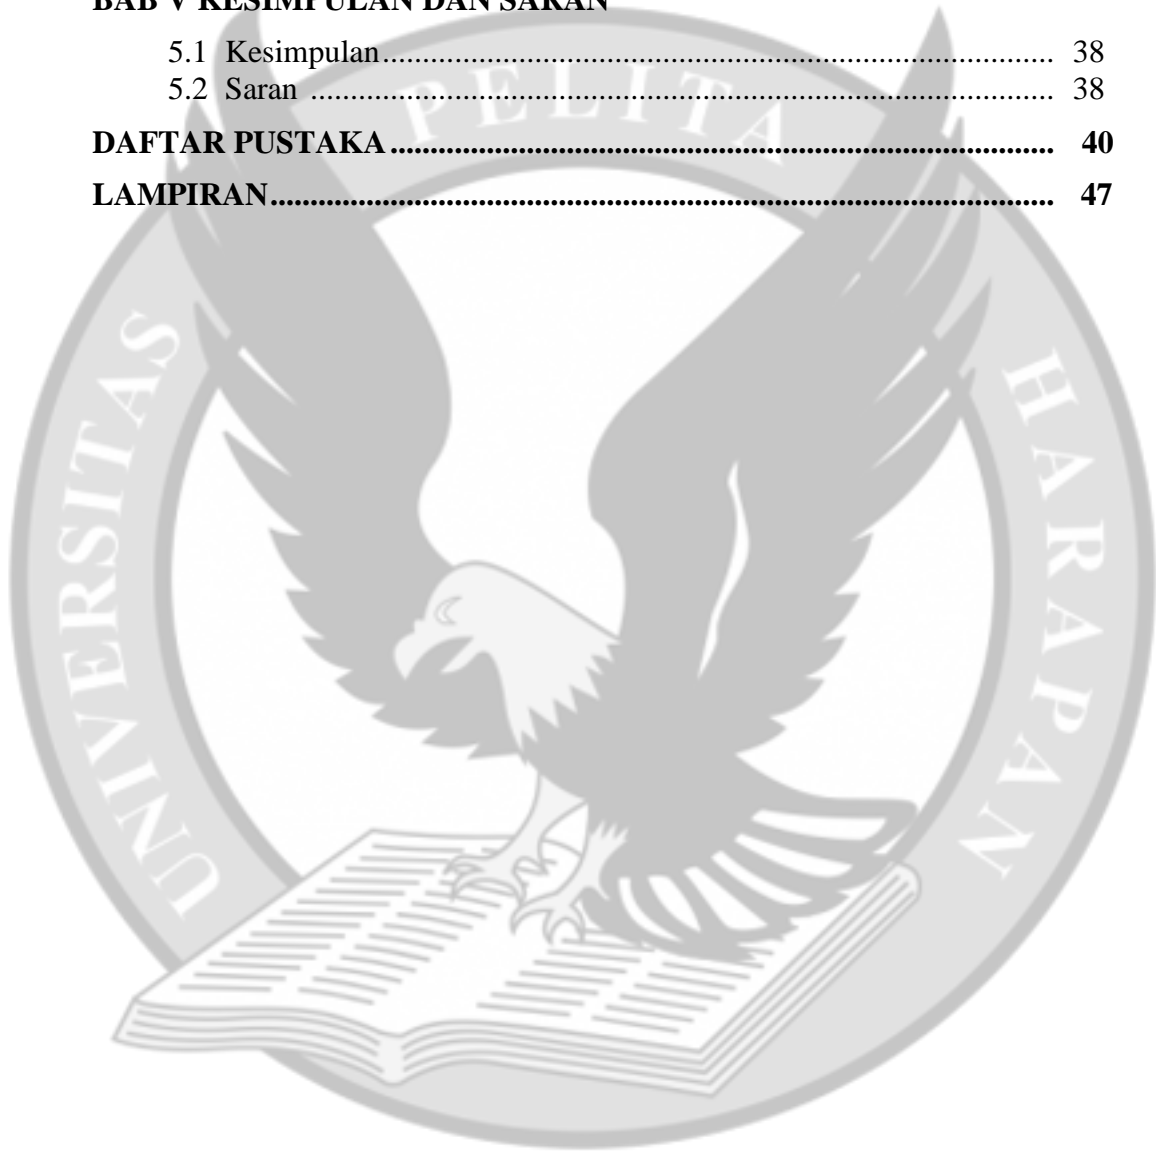 BAB V KESIMPULAN DAN SARAN
5.1 Kesimpulan..................................................................................... 38
5.2 Saran .............................................................................................. 38
DAFTAR PUSTAKA.................................................................................... 40
LAMPIRAN................................................................................................... 47
UNIVERSITAS PELITA HARAPAN